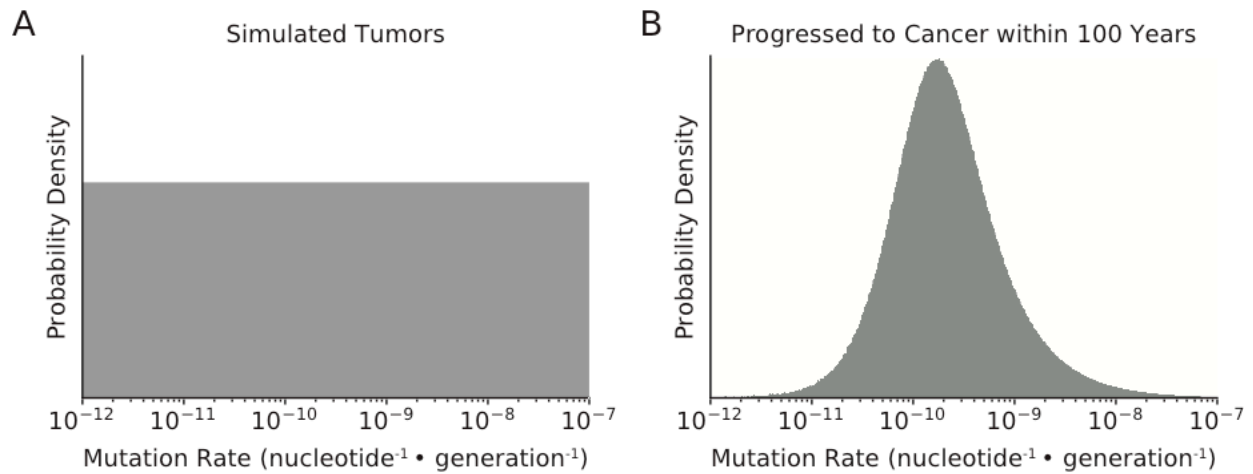 A
Simulated Tumors
Probability Density
10⁻¹² 10⁻¹¹ 10⁻¹⁰ 10⁻⁹ 10⁻⁸ 10⁻⁷
Mutation Rate (nucleotide⁻¹ • generation⁻¹)
B
Progressed to Cancer within 100 Years
Probability Density
10⁻¹² 10⁻¹¹ 10⁻¹⁰ 10⁻⁹ 10⁻⁸ 10⁻⁷
Mutation Rate (nucleotide⁻¹ • generation⁻¹)